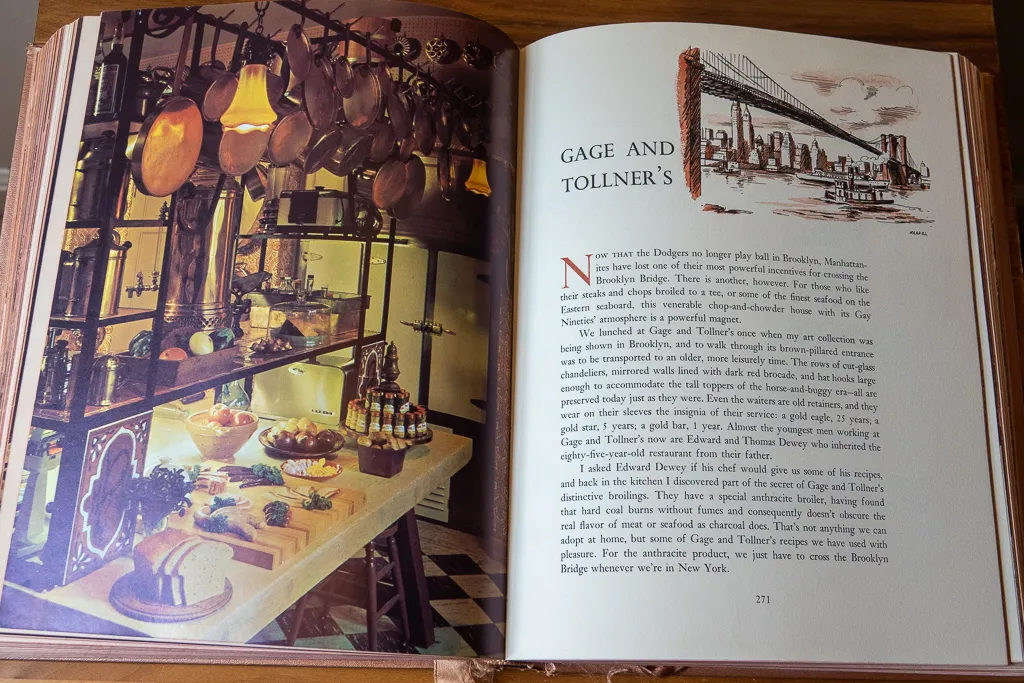 GAGE AND
TOLLNER'S
NOW THAT the Dodgers no longer play ball in Brooklyn, Manhattan-
ites have lost one of their most powerful incentives for crossing the
Brooklyn Bridge. There is another, however. For those who like
their steaks and chops broiled to a tee, or some of the finest seafood on the
Eastern seaboard, this venerable chop-and-chowder house with its Gay
Nineties' atmosphere is a powerful magnet.
We lunched at Gage and Tollner's once when my art collection was
being shown in Brooklyn, and to walk through its brown-pillared entrance
was to be transported to an older, more leisurely time. The rows of cut-glass
chandeliers, mirrored walls lined with dark red brocade, and hat hooks large
enough to accommodate the tall toppers of the horse-and-buggy era—all are
preserved today just as they were. Even the waiters are old retainers, and they
wear on their sleeves the insignia of their service: a gold eagle, 25 years; a
gold star, 5 years; a gold bar, 1 year. Almost the youngest men working at
Gage and Tollner's now are Edward and Thomas Dewey who inherited the
eighty-five-year-old restaurant from their father.
I asked Edward Dewey if his chef would give us some of his recipes,
and back in the kitchen I discovered part of the secret of Gage and Tollner's
distinctive broilings. They have a special anthracite broiler, having found
that hard coal burns without fumes and consequently doesn't obscure the
real flavor of meat or seafood as charcoal does. That's not anything we can
adopt at home, but some of Gage and Tollner's recipes we have used with
pleasure. For the anthracite product, we just have to cross the Brooklyn
Bridge whenever we're in New York.
271